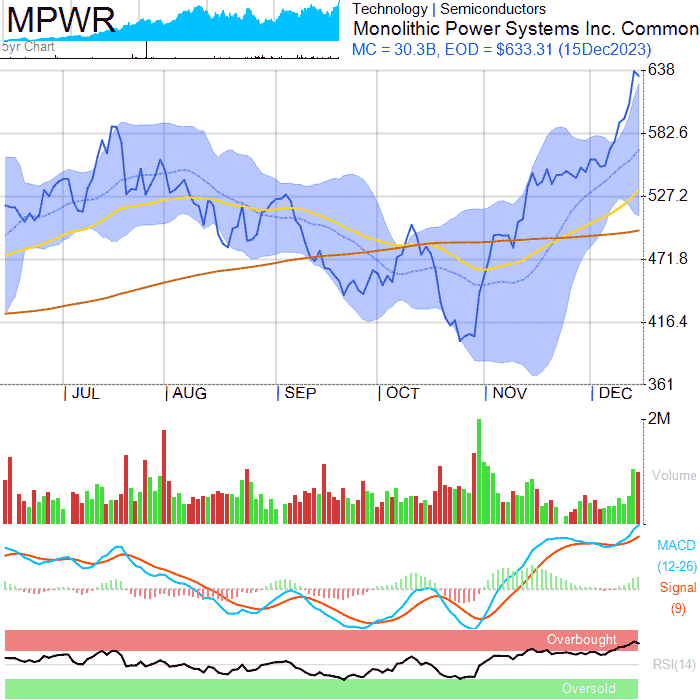 MPWR
5yr Chart
Technology | Semiconductors
Monolithic Power Systems Inc. Common
MC = 30.3B, EOD = $633.31 (15Dec2023)
638
582.6
527.2
471.8
416.4
361
JUL
AUG
SEP
OCT
NOV
DEC
2M
Volume
MACD
(12-26)
Signal
(9)
Overbought
RSI(14)
Oversold